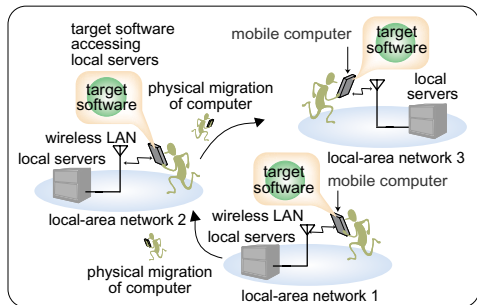 target software
accessing
local servers
target
software
wireless LAN
local servers
local-area network 2
physical migration
of computer
mobile computer
target
software
local
servers
local-area network 3
target
software
mobile computer
wireless LAN
local servers
local-area network 1
physical migration
of computer